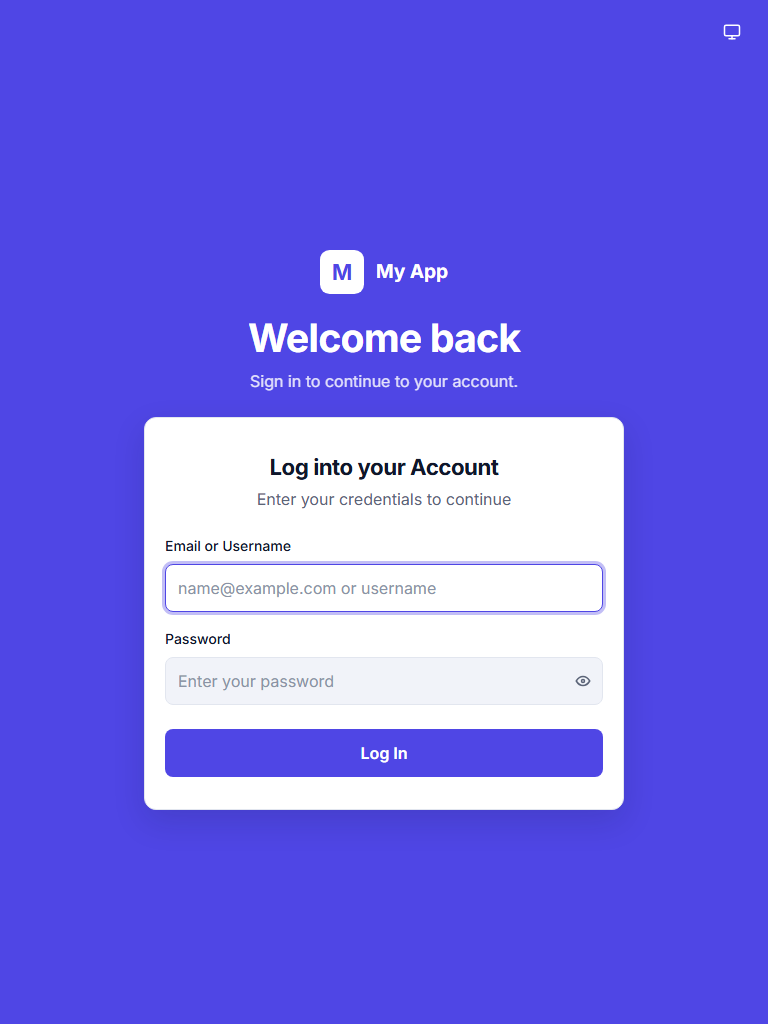 M
My App
Welcome back
Sign in to continue to your account.
Log into your Account
Enter your credentials to continue
Email or Username
name@example.com or username
Password
Enter your password
Log In